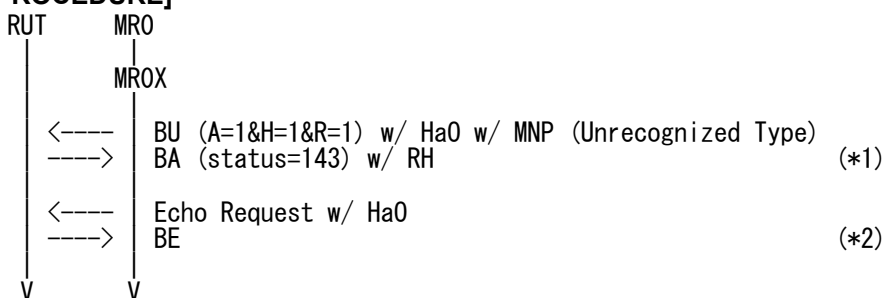 ROCEDURE]
RUT MR0
MR0X
<---- BU (A=1&H=1&R=1) w/ HaO w/ MNP (Unrecognized Type)
----> BA (status=143) w/ RH (*1)
<---- Echo Request w/ HaO
----> BE (*2)
V V